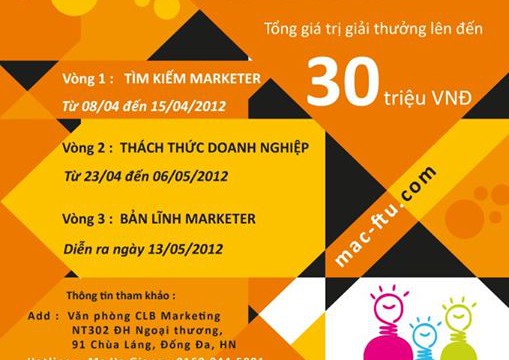 Tổng giá trị giải thưởng lên đến
30 triệu VNĐ
Vòng 1 : TÌM KIẾM MARKETER
Từ 08/04 đến 15/04/2012
Vòng 2 : THÁCH THỨC DOANH NGHIỆP
Từ 23/04 đến 06/05/2012
Vòng 3 : BẢN LĨNH MARKETER
Diễn ra ngày 13/05/2012
mac-ftu.com
Thông tin tham khảo :
Add : Văn phòng CLB Marketing
NT302 ĐH Ngoại thương,
91 Chùa Láng, Đống Đa, HN